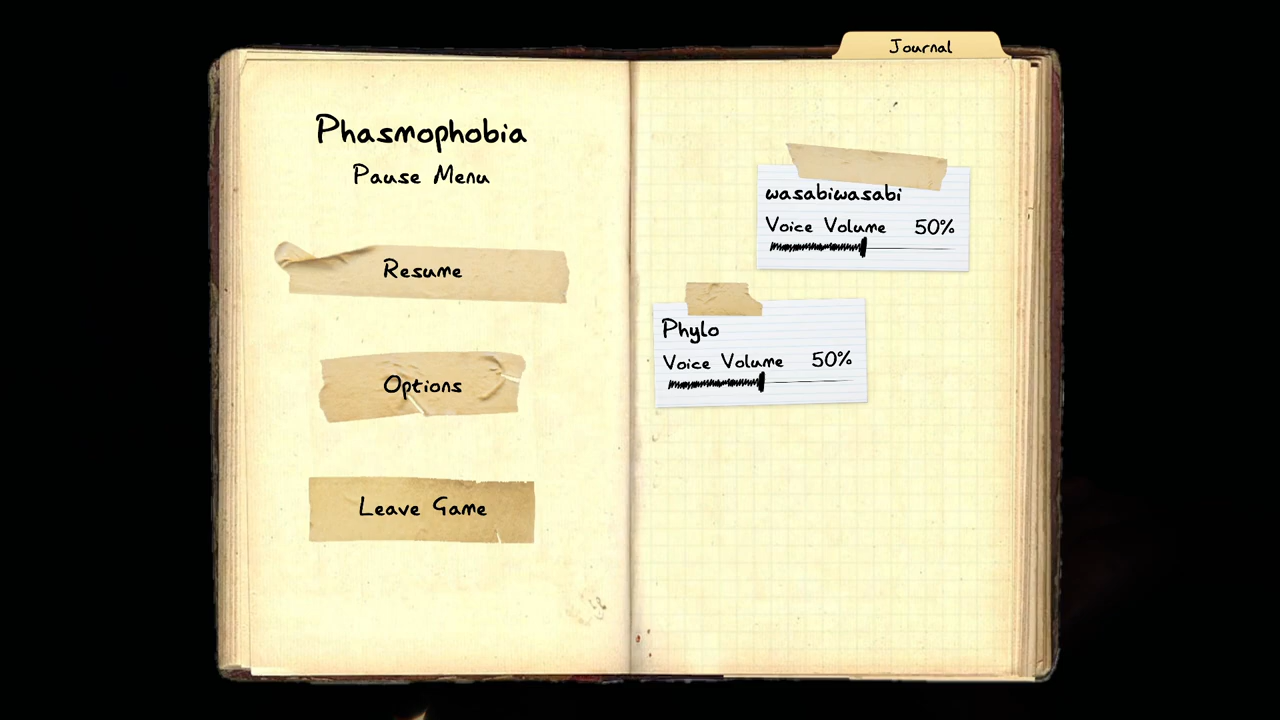 Journal
Phasmophobia
Pause Menu
Resume
Options
Leave Game
wasabiwasabi
Voice Volume 50%
Phylo
Voice Volume 50%